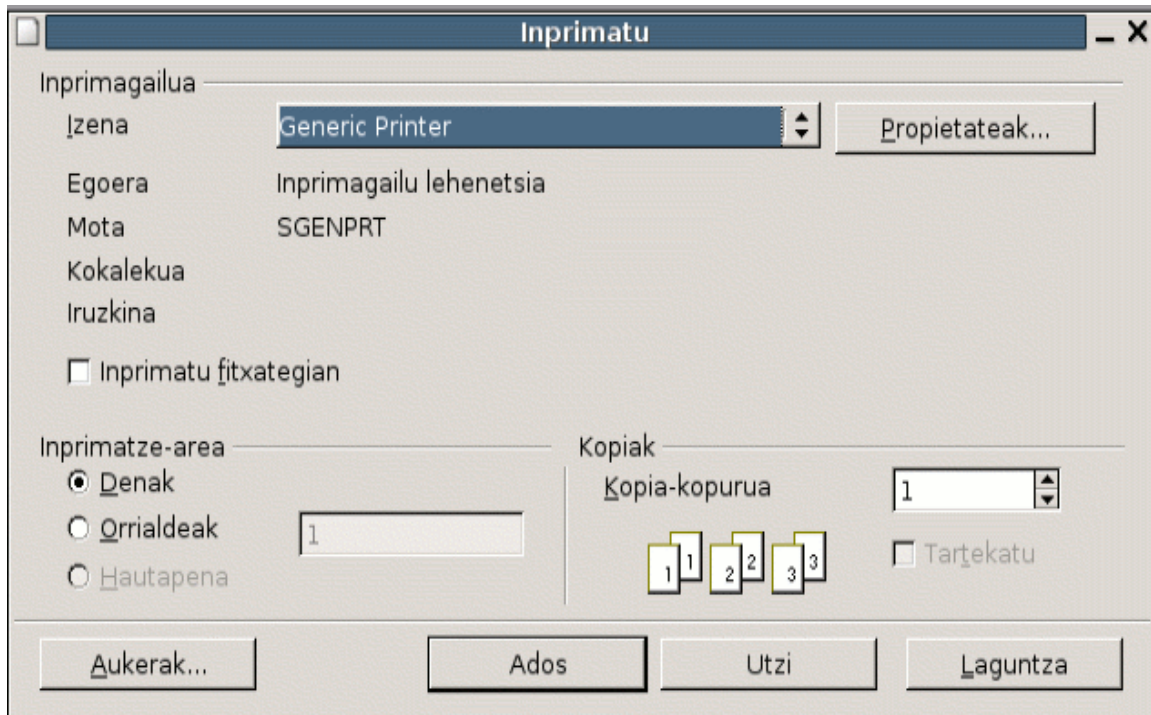 Inprimatu
Inprimagailua
Izena Generic Printer Propietateak...
Egoera Inprimagailu lehenetsia
Mota SGENPRT
Kokalekua
Iruzkina
Inprimatu fitxategian
Inprimatze-area Kopiak
Denak Kopia-kopurua 1
Orrialdeak 1
1 1 2 2 3 3 Tartekatu
Hautapena
Aukerak... Ados Utzi Laguntza